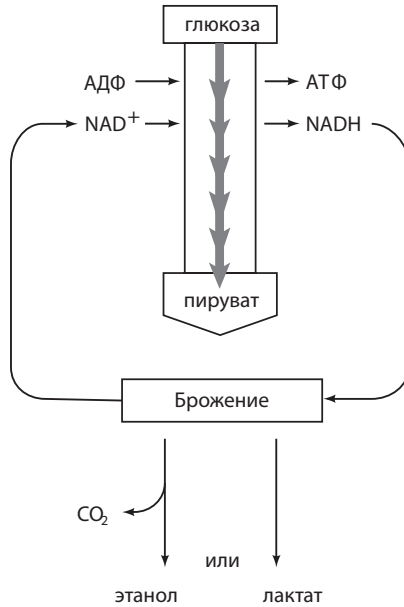 глюкоза
АДФ
АТФ
NAD⁺
NADH
пируват
Брожение
CO₂
или
этанол
лактат